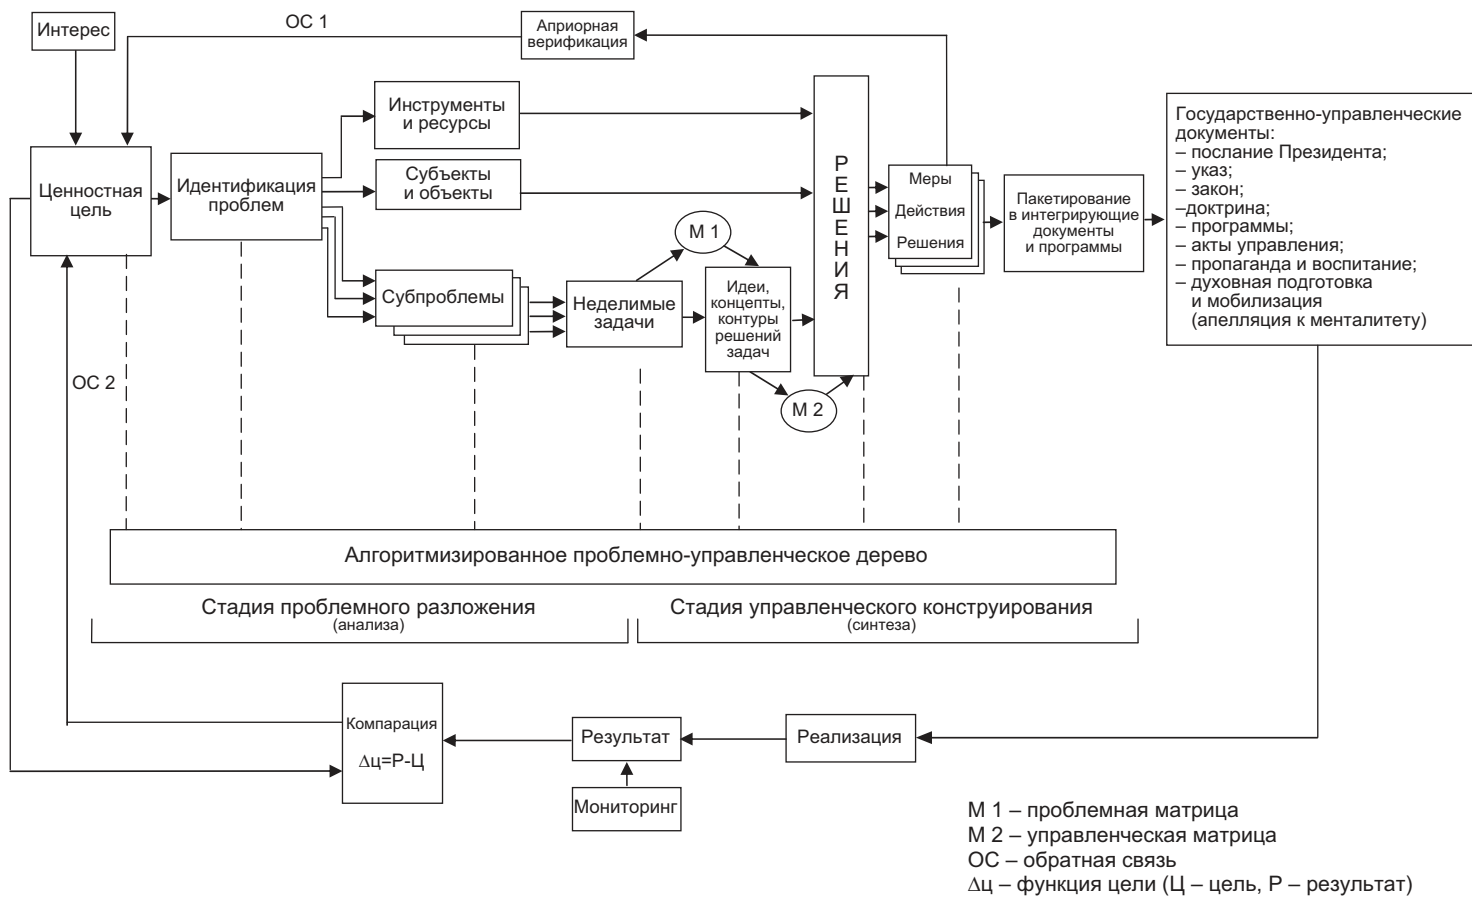 Интерес
ОС 1
Априорная
верификация
Инструменты
и ресурсы
Субъекты
и объекты
Ценностная
цель
Идентификация
проблем
Субпроблемы
Неделимые
задачи
М 1
Идеи,
концепты,
контуры
решений
задач
М 2
РЕШЕНИЯ
Меры
Действия
Решения
Пакетирование
в интегрирующие
документы
и программы
Государственно-управленческие
документы:
– послание Президента;
– указ;
– закон;
–доктрина;
– программы;
– акты управления;
– пропаганда и воспитание;
– духовная подготовка
и мобилизация
(апелляция к менталитету)
ОС 2
Алгоритмизированное проблемно-управленческое дерево
Стадия проблемного разложения
(анализа)
Стадия управленческого конструирования
(синтеза)
Компарация
Δц=Р-Ц
Результат
Реализация
Мониторинг
М 1 – проблемная матрица
М 2 – управленческая матрица
ОС – обратная связь
Δц – функция цели (Ц – цель, Р – результат)